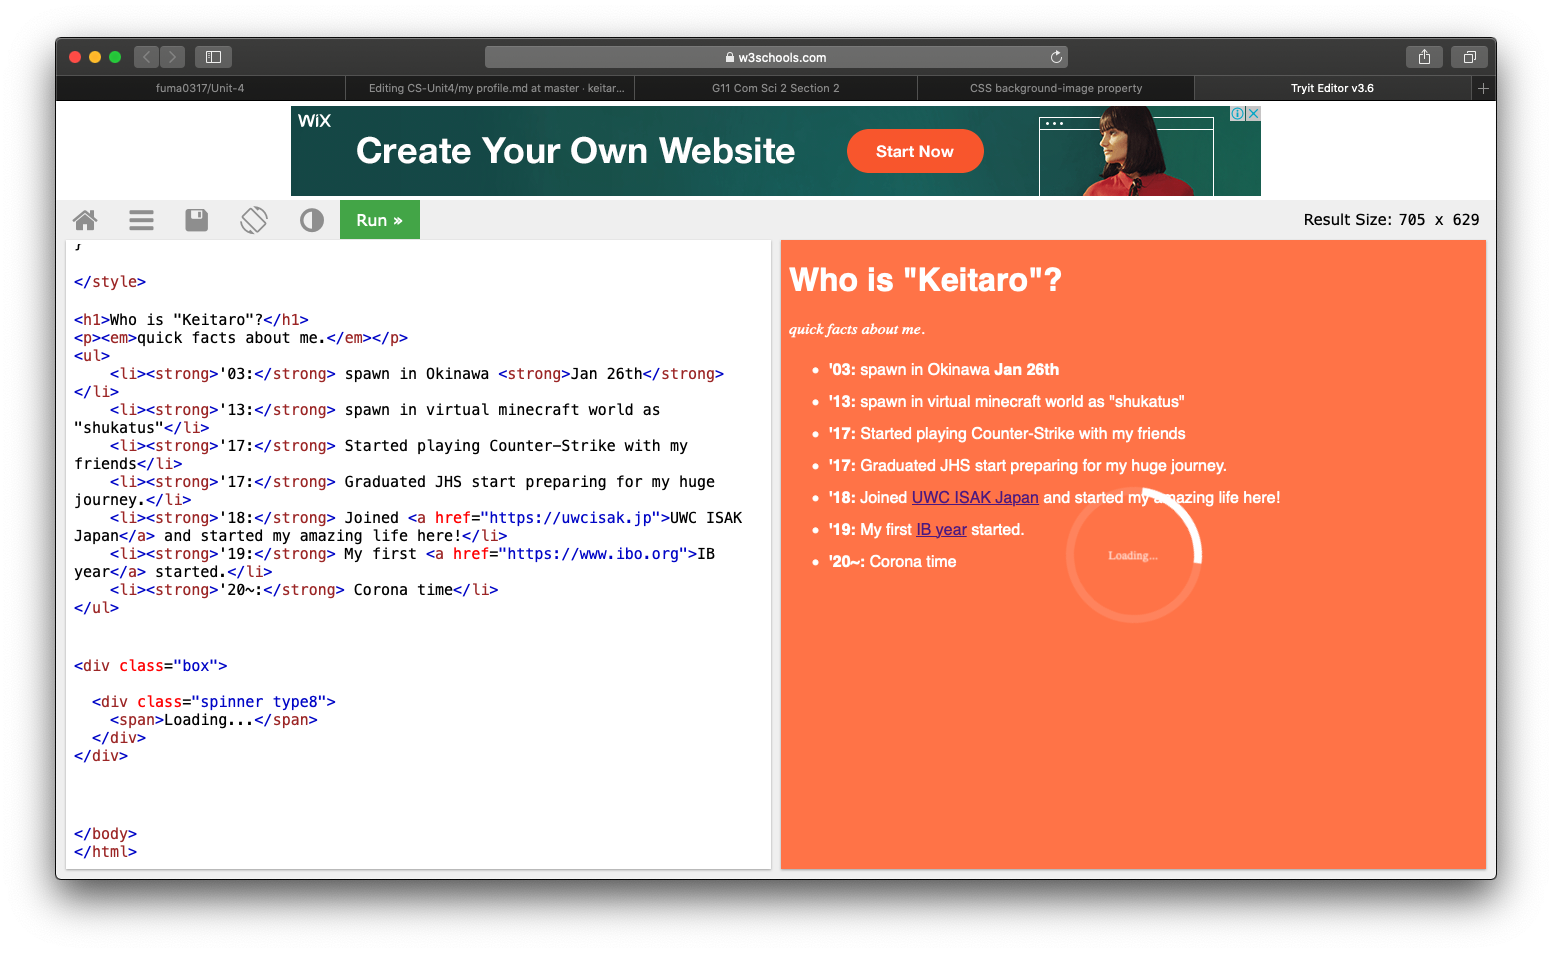 w3schools.com
fuma0317/Unit-4
Editing CS-Unit4/my profile.md at master · keitar...
G11 Com Sci 2 Section 2
CSS background-image property
Tryit Editor v3.6
WiX
Create Your Own Website
Start Now
Run »
Result Size: 705 x 629
}
</style>
<h1>Who is "Keitaro"?</h1>
<p><em>quick facts about me.</em></p>
<ul>
    <li><strong>'03:</strong> spawn in Okinawa <strong>Jan 26th</strong>
</li>
    <li><strong>'13:</strong> spawn in virtual minecraft world as
"shukatus"</li>
    <li><strong>'17:</strong> Started playing Counter-Strike with my
friends</li>
    <li><strong>'17:</strong> Graduated JHS start preparing for my huge
journey.</li>
    <li><strong>'18:</strong> Joined <a href="https://uwcisak.jp">UWC ISAK
Japan</a> and started my amazing life here!</li>
    <li><strong>'19:</strong> My first <a href="https://www.ibo.org">IB
year</a> started.</li>
    <li><strong>'20~:</strong> Corona time</li>
</ul>
<div class="box">
  <div class="spinner type8">
    <span>Loading...</span>
  </div>
</div>
</body>
</html>
Who is "Keitaro"?
quick facts about me.
• '03: spawn in Okinawa Jan 26th
• '13: spawn in virtual minecraft world as "shukatus"
• '17: Started playing Counter-Strike with my friends
• '17: Graduated JHS start preparing for my huge journey.
• '18: Joined UWC ISAK Japan and started my amazing life here!
• '19: My first IB year started.
• '20~: Corona time
Loading...